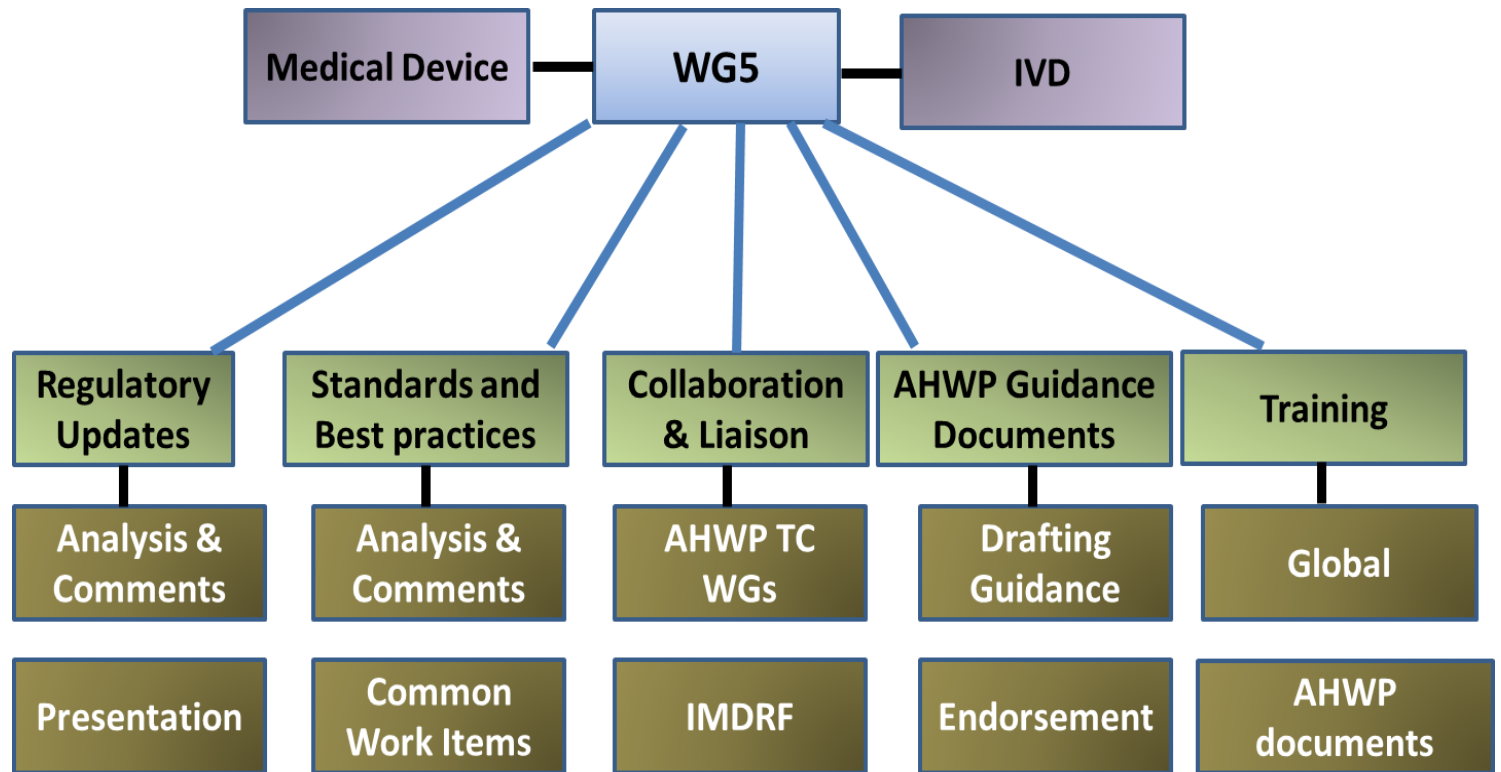 Medical Device
WG5
IVD
Regulatory
Updates
Standards and
Best practices
Collaboration
& Liaison
AHWP Guidance
Documents
Training
Analysis &
Comments
Analysis &
Comments
AHWP TC
WGs
Drafting
Guidance
Global
Presentation
Common
Work Items
IMDRF
Endorsement
AHWP
documents